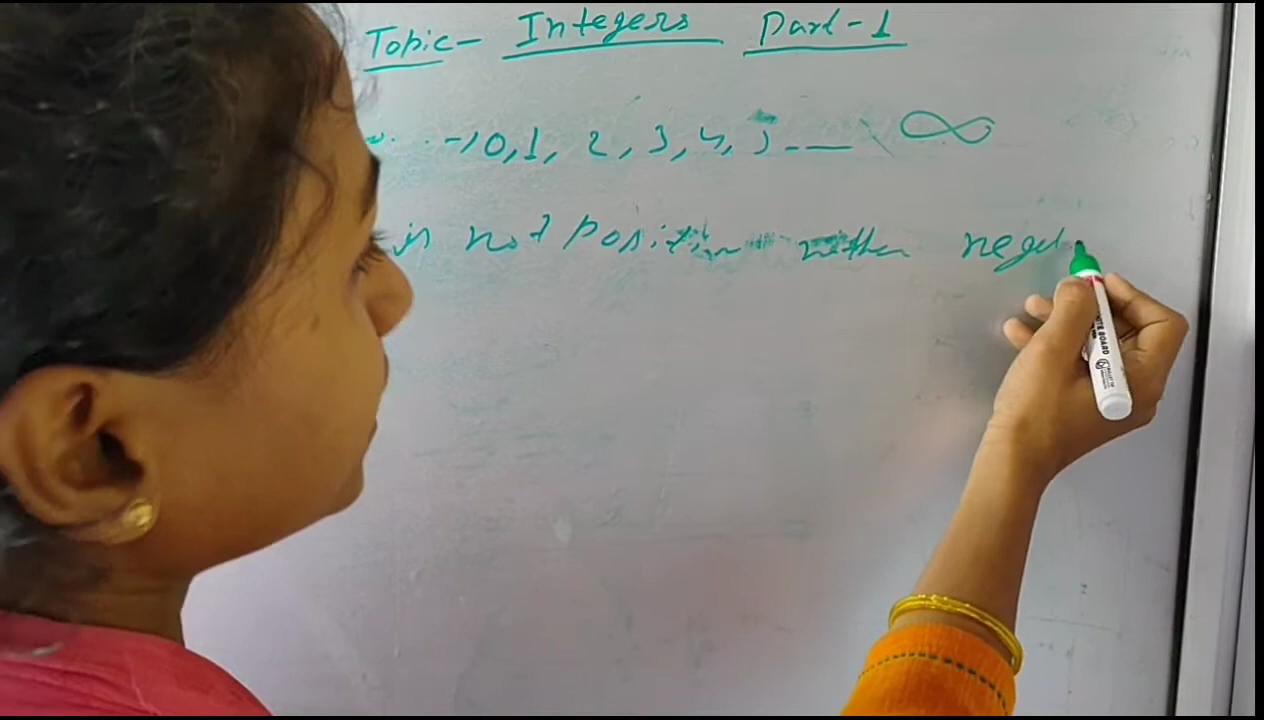 Topic- Integers Part-1
-1 0, 1, 2, 3, 4, 5 ---- ∞
is not positive neither negat